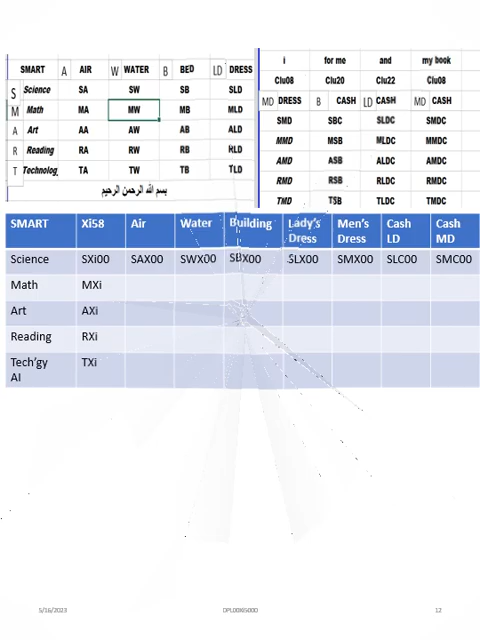 SMART A AIR W WATER B BED LD DRESS
S Science SA SW SB SLD
M Math MA MW MB MLD
A Art AA AW AB ALD
R Reading RA RW RB RLD
T Technolog TA TW TB TLD
بسم الله الرحمن الرحيم
i for me and my book
Clu08 Clu20 Clu22 Clu08
MD DRESS B CASH LD CASH MD CASH
SMD SBC SLDC SMDC
MMD MSB MLDC MMDC
AMD ASB ALDC AMDC
RMD RSB RLDC RMDC
TMD TSB TLDC TMDC
SMART Xi58 Air Water Building Lady's Dress Men's Dress Cash LD Cash MD
Science SXi00 SAX00 SWX00 SBX00 SLX00 SMX00 SLC00 SMC00
Math MXi
Art AXi
Reading RXi
Tech'gy AI TXi
5/16/2023 12